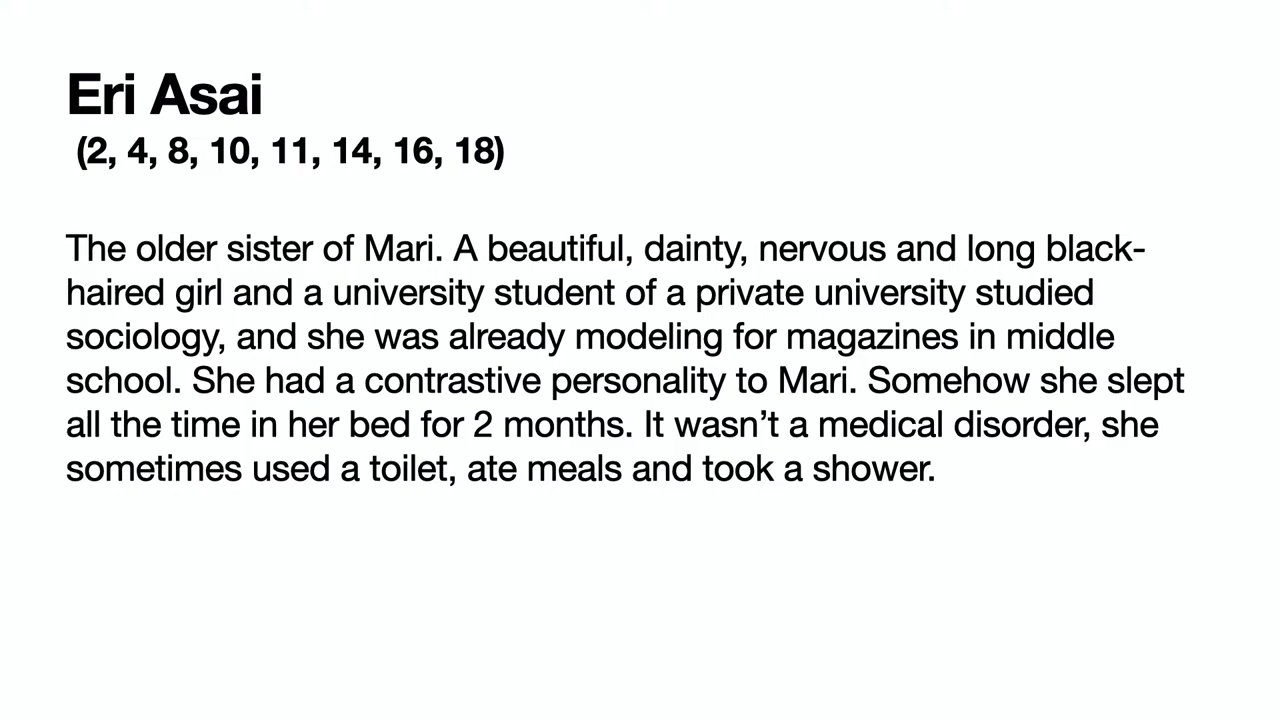 Eri Asai
(2, 4, 8, 10, 11, 14, 16, 18)
The older sister of Mari. A beautiful, dainty, nervous and long black-
haired girl and a university student of a private university studied
sociology, and she was already modeling for magazines in middle
school. She had a contrastive personality to Mari. Somehow she slept
all the time in her bed for 2 months. It wasn’t a medical disorder, she
sometimes used a toilet, ate meals and took a shower.